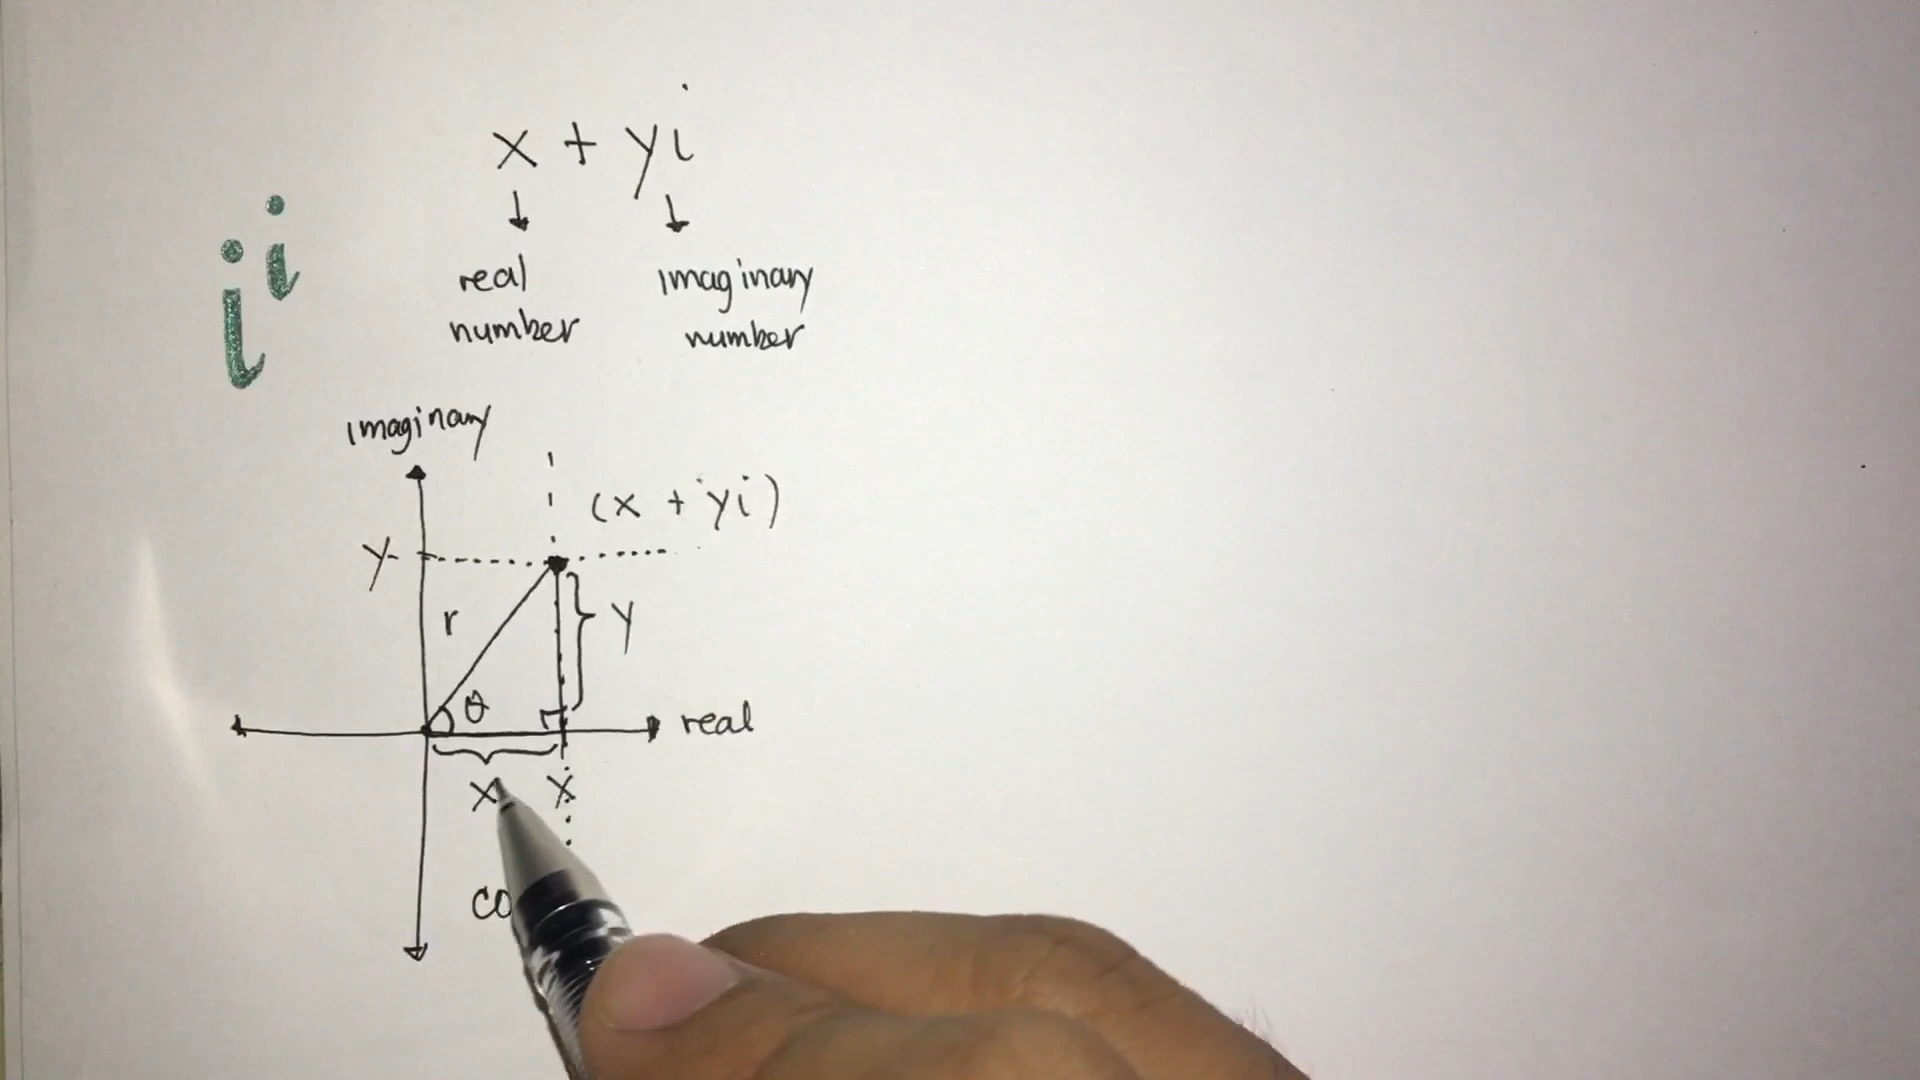 x + yi
i^i
real number
imaginary number
imaginary
(x + yi)
y
r
y
θ
real
x
x
co